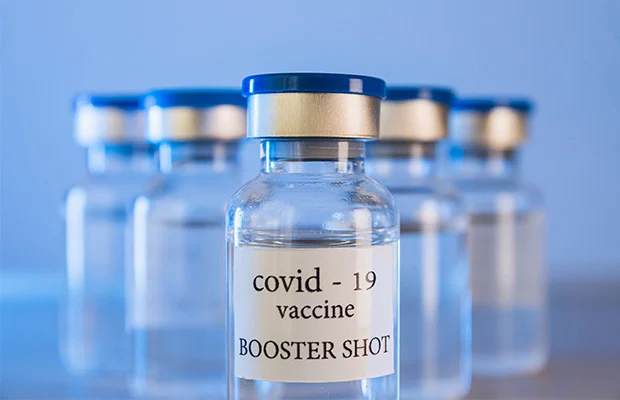 covid - 19
vaccine
BOOSTER SHOT